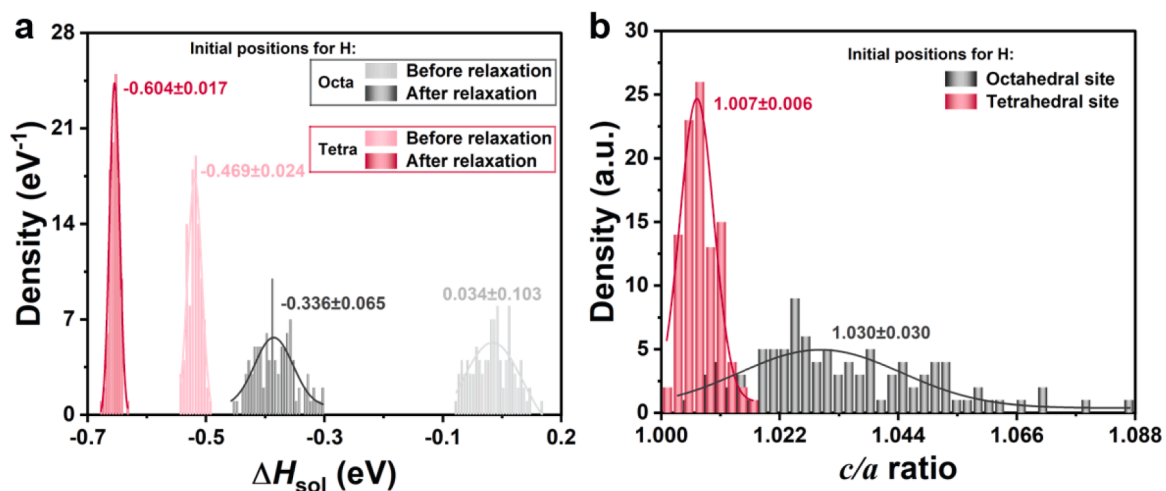 a
Initial positions for H:
Octa
Before relaxation
After relaxation
Tetra
Before relaxation
After relaxation
-0.604±0.017
-0.469±0.024
-0.336±0.065
0.034±0.103
28
21
14
7
0
Density (eV⁻¹)
-0.7
-0.5
-0.3
-0.1
0.2
ΔHsol (eV)
b
Initial positions for H:
Octahedral site
Tetrahedral site
1.007±0.006
1.030±0.030
30
25
20
15
10
5
0
Density (a.u.)
1.000
1.022
1.044
1.066
1.088
c/a ratio